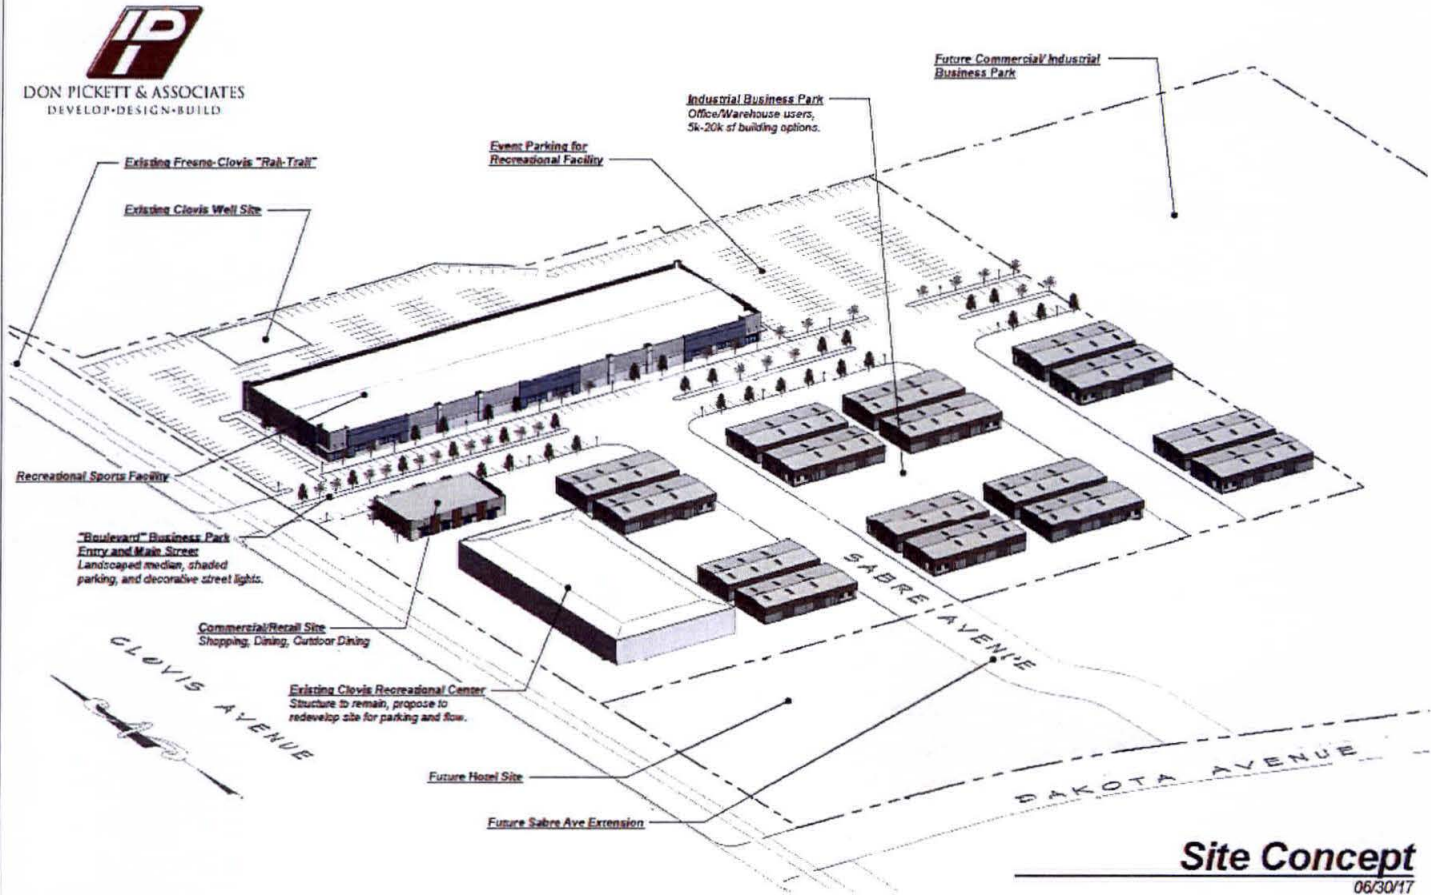 DON PICKETT & ASSOCIATES
DEVELOP•DESIGN•BUILD
Future Commercial/ Industrial
Business Park
Industrial Business Park
Office/Warehouse users,
5k-20k sf building options.
Event Parking for
Recreational Facility
Existing Fresno-Clovis "Rail-Trail"
Existing Clovis Well Site
Recreational Sports Facility
"Boulevard" Business Park
Entry and Main Street
Landscaped median, shaded
parking, and decorative street lights.
Commercial/Retail Site
Shopping, Dining, Outdoor Dining
Existing Clovis Recreational Center
Structure to remain, propose to
redevelop site for parking and flow.
Future Hotel Site
Future Sabre Ave Extension
CLOVIS AVENUE
SABRE AVENUE
DAKOTA AVENUE
Site Concept
06/30/17